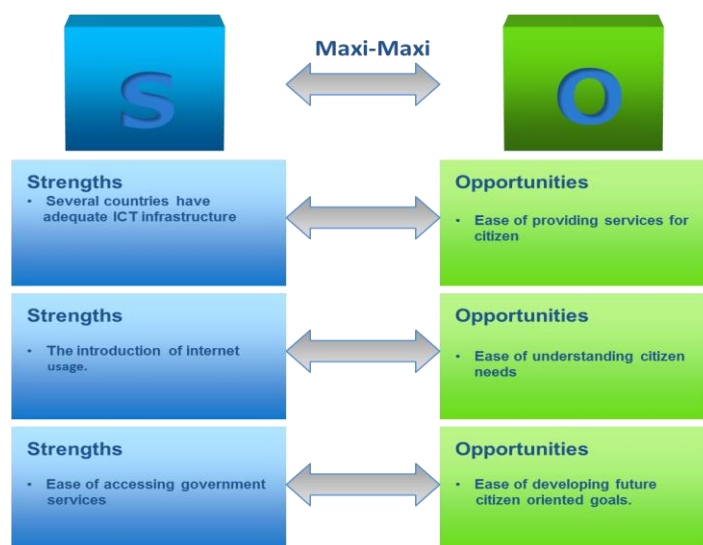 Maxi-Maxi
S
O
Strengths
• Several countries have
adequate ICT infrastructure
Opportunities
• Ease of providing services for
citizen
Strengths
• The introduction of internet
usage.
Opportunities
• Ease of understanding citizen
needs
Strengths
• Ease of accessing government
services
Opportunities
• Ease of developing future
citizen oriented goals.